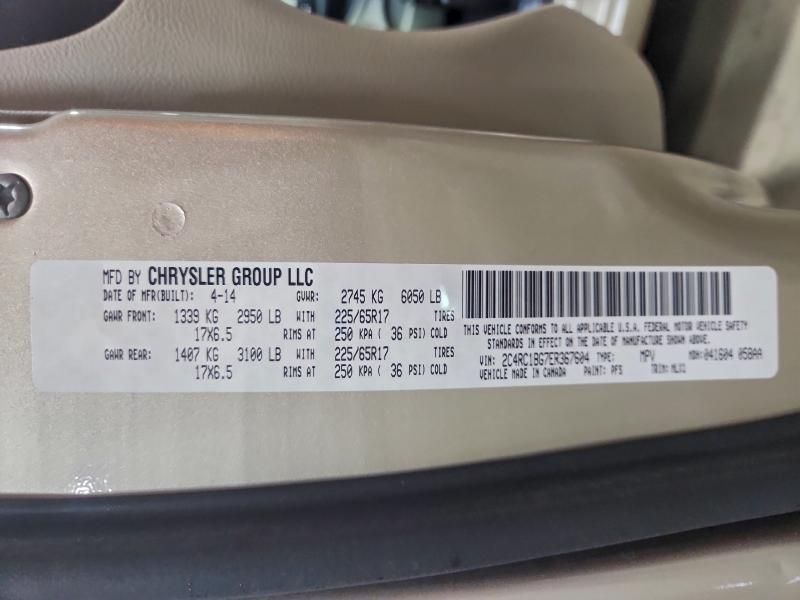 MFD BY CHRYSLER GROUP LLC
DATE OF MFR(BUILT): 4-14 GVWR: 2745 KG 6050 LB
GAWR FRONT: 1339 KG 2950 LB WITH 225/65R17 TIRES
17X6.5 RIMS AT 250 KPA ( 36 PSI) COLD
GAWR REAR: 1407 KG 3100 LB WITH 225/65R17 TIRES
17X6.5 RIMS AT 250 KPA ( 36 PSI) COLD
THIS VEHICLE CONFORMS TO ALL APPLICABLE U.S.A. FEDERAL MOTOR VEHICLE SAFETY
STANDARDS IN EFFECT ON THE DATE OF MANUFACTURE SHOWN ABOVE.
VIN: 2C4RC1BG7ER367604 TYPE: MPV MDH: 041604 058AA
VEHICLE MADE IN CANADA PAINT: PFS TRIM: